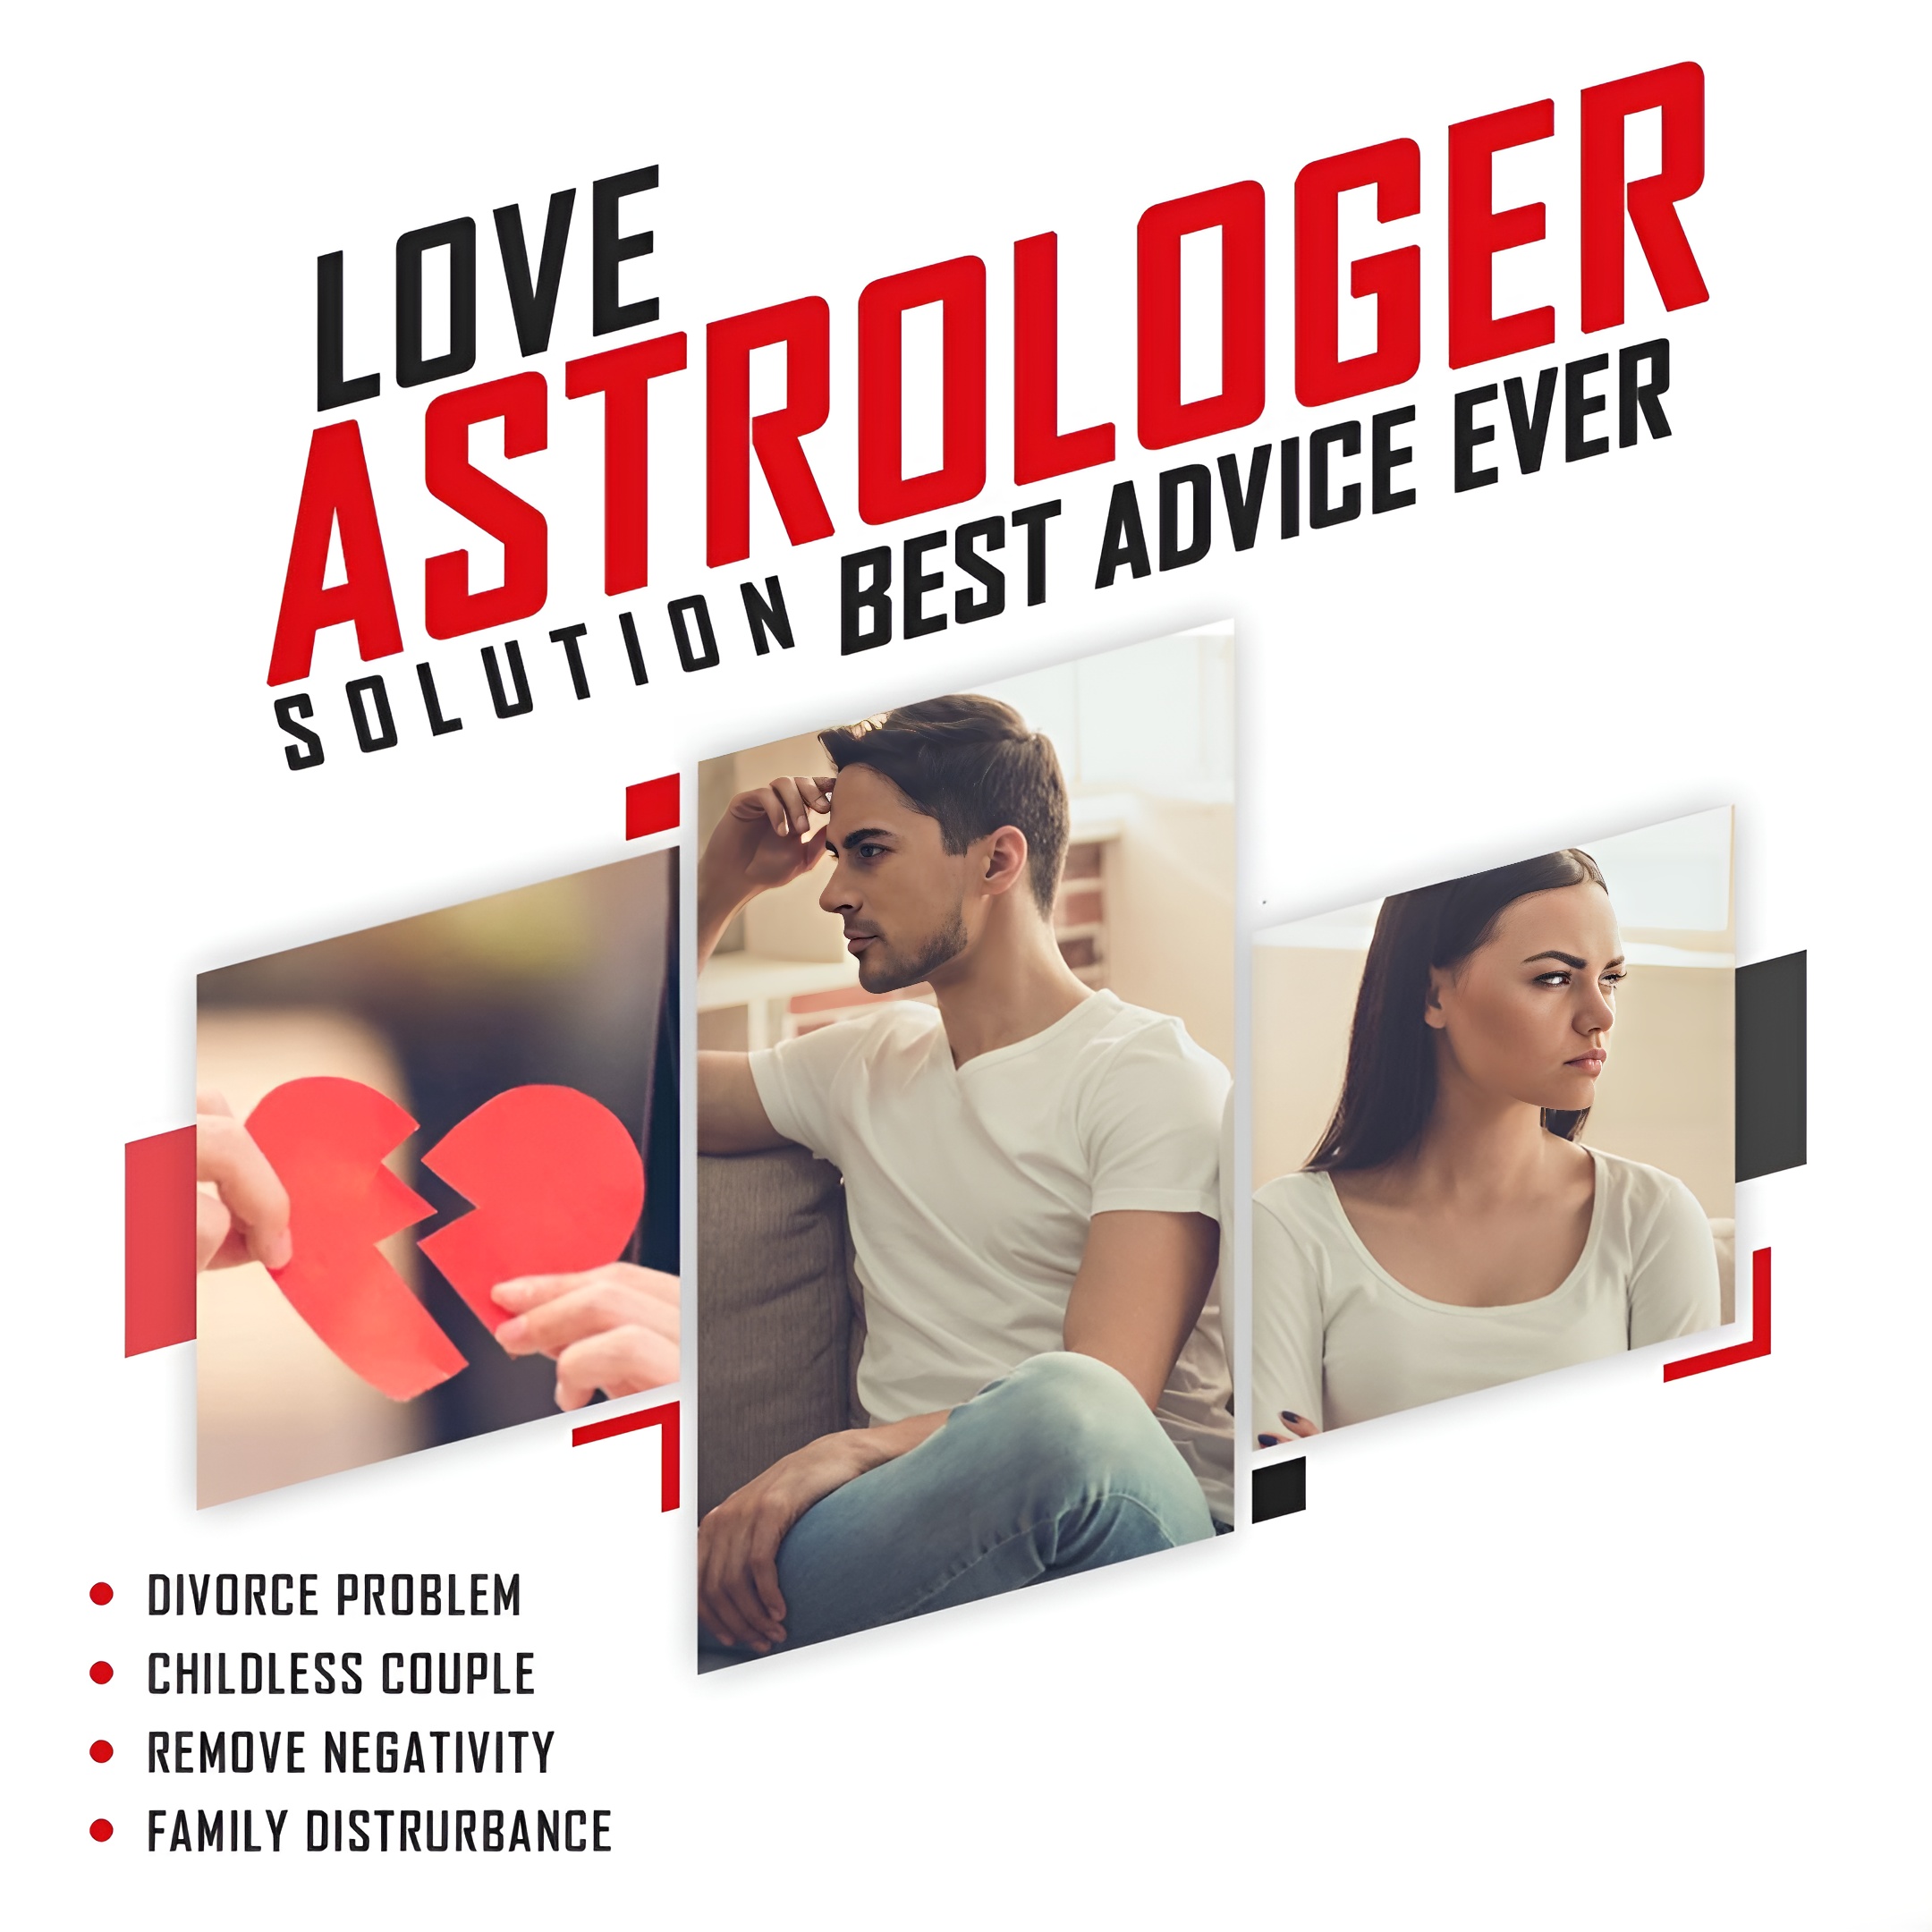 LOVE
ASTROLOGER
SOLUTION BEST ADVICE EVER
DIVORCE PROBLEM
CHILDLESS COUPLE
REMOVE NEGATIVITY
FAMILY DISTRURBANCE